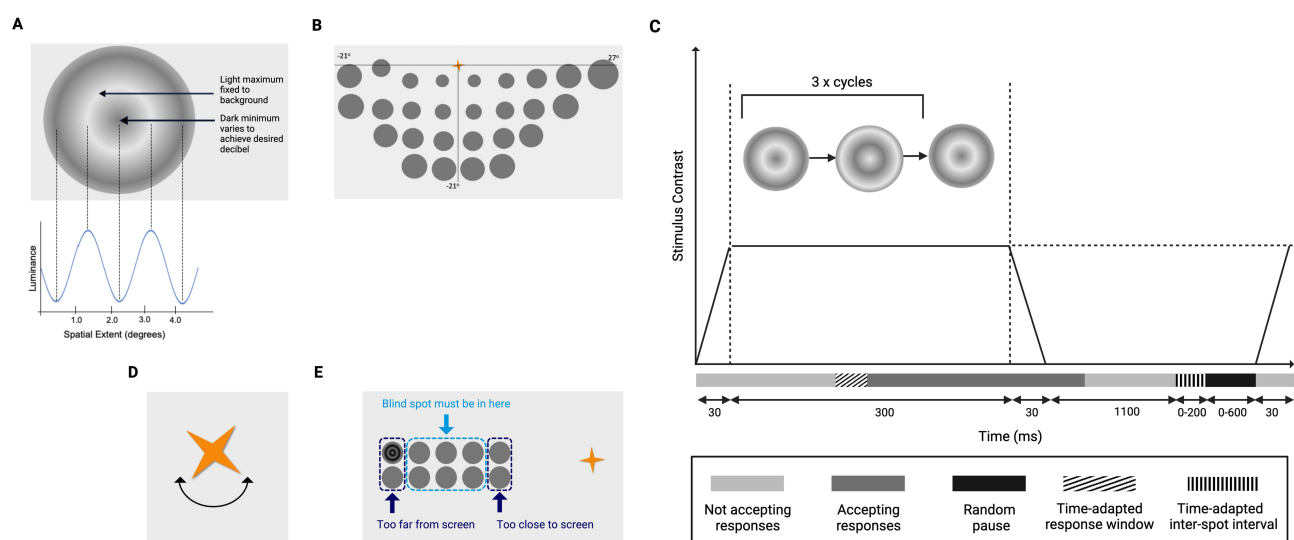 A
Light maximum
fixed to
background
Dark minimum
varies to
achieve desired
decibel
Luminance
1.0 2.0 3.0 4.0
Spatial Extent (degrees)
B
-21°
27°
-21°
C
Stimulus Contrast
3 x cycles
30 300 30 1100 0-200 0-600 30
Time (ms)
Not accepting
responses
Accepting
responses
Random
pause
Time-adapted
response window
Time-adapted
inter-spot interval
D
E
Blind spot must be in here
Too far from screen
Too close to screen